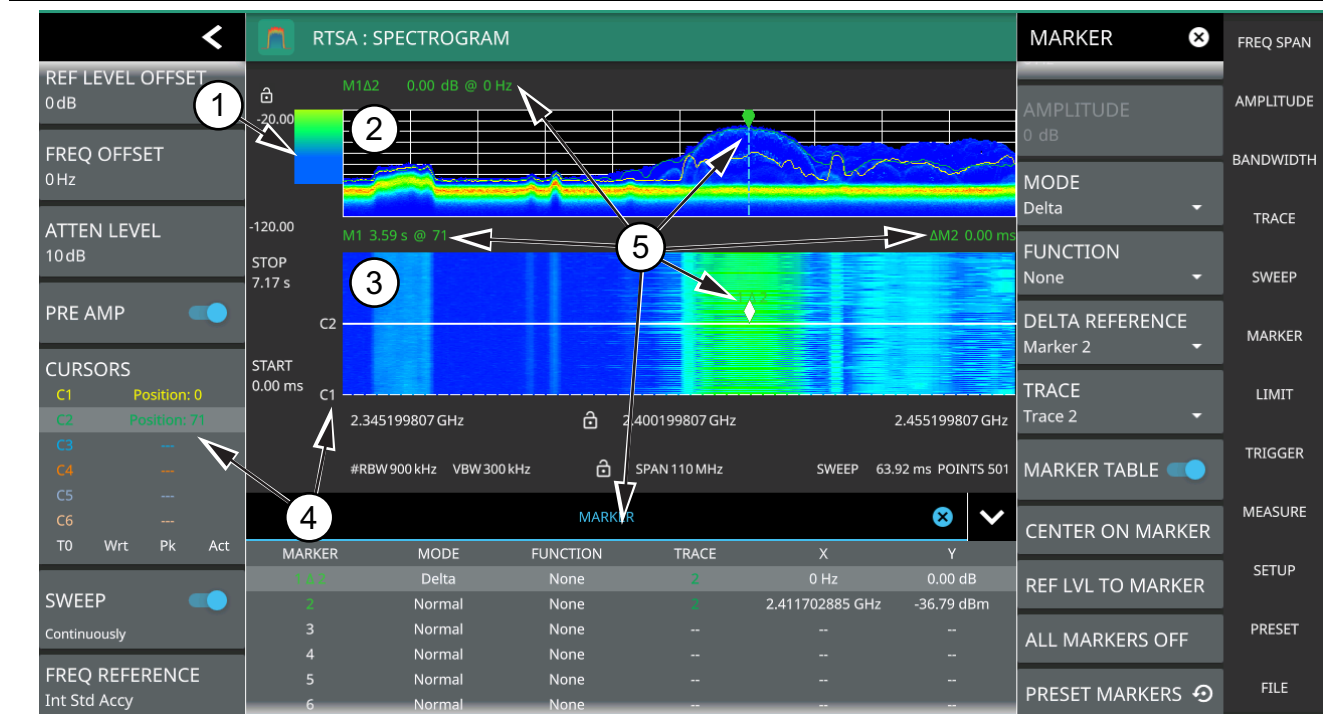 RTSA : SPECTROGRAM
REF LEVEL OFFSET
0 dB
FREQ OFFSET
0 Hz
ATTEN LEVEL
10 dB
PRE AMP
CURSORS
C1 Position: 0
C2 Position: 71
C3 ---
C4 ---
C5 ---
C6 ---
T0 Wrt Pk Act
SWEEP
Continuously
FREQ REFERENCE
Int Std Accy
M1Δ2 0.00 dB @ 0 Hz
-20.00
-120.00
1
2
3
4
5
M1 3.59 s @ 71
ΔM2 0.00 ms
STOP
7.17 s
C2
START
0.00 ms
C1
2.345199807 GHz 2.400199807 GHz 2.455199807 GHz
#RBW 900 kHz VBW 300 kHz SPAN 110 MHz SWEEP 63.92 ms POINTS 501
MARKER
MARKER MODE FUNCTION TRACE X Y
1 Δ 2 Delta None 2 0 Hz 0.00 dB
2 Normal None 2 2.411702885 GHz -36.79 dBm
3 Normal None -- -- --
4 Normal None -- -- --
5 Normal None -- -- --
6 Normal None -- -- --
MARKER
AMPLITUDE
0 dB
MODE
Delta
FUNCTION
None
DELTA REFERENCE
Marker 2
TRACE
Trace 2
MARKER TABLE
CENTER ON MARKER
REF LVL TO MARKER
ALL MARKERS OFF
PRESET MARKERS
FREQ SPAN
AMPLITUDE
BANDWIDTH
TRACE
SWEEP
MARKER
LIMIT
TRIGGER
MEASURE
SETUP
PRESET
FILE